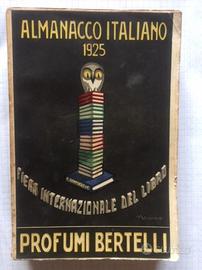 ALMANACCO ITALIANO
1925
FIERA INTERNAZIONALE DEL LIBRO
PROFUMI BERTELLI